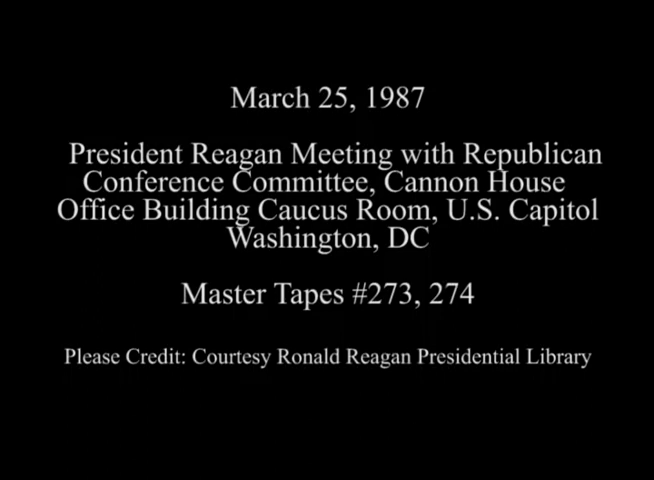 March 25, 1987
President Reagan Meeting with Republican
Conference Committee, Cannon House
Office Building Caucus Room, U.S. Capitol
Washington, DC
Master Tapes #273, 274
Please Credit: Courtesy Ronald Reagan Presidential Library